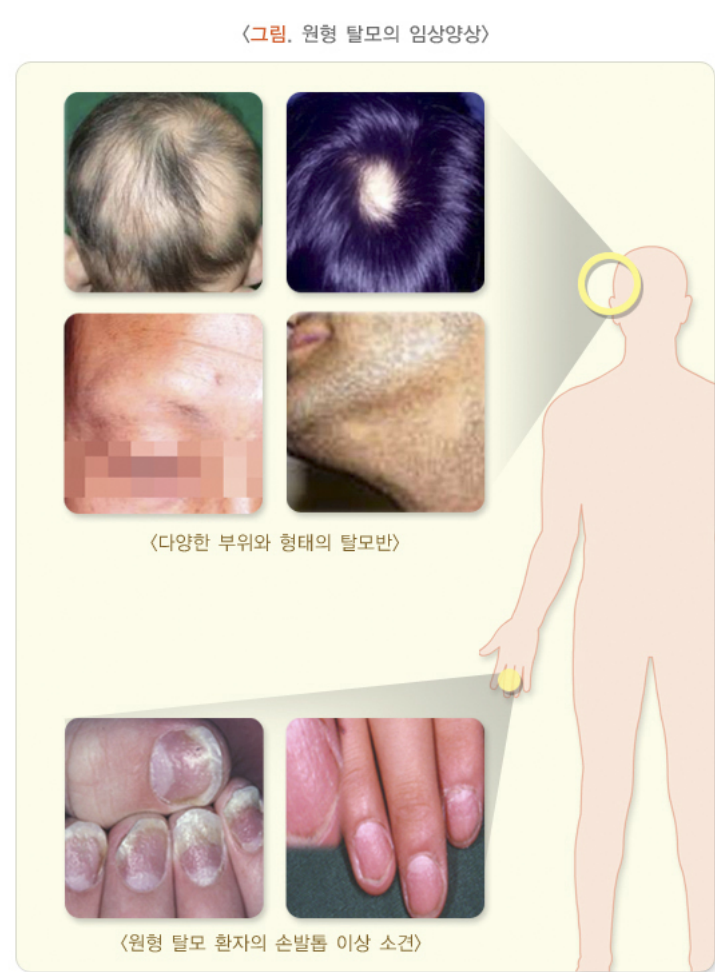 〈그림. 원형 탈모의 임상양상〉
〈다양한 부위와 형태의 탈모반〉
〈원형 탈모 환자의 손발톱 이상 소견〉